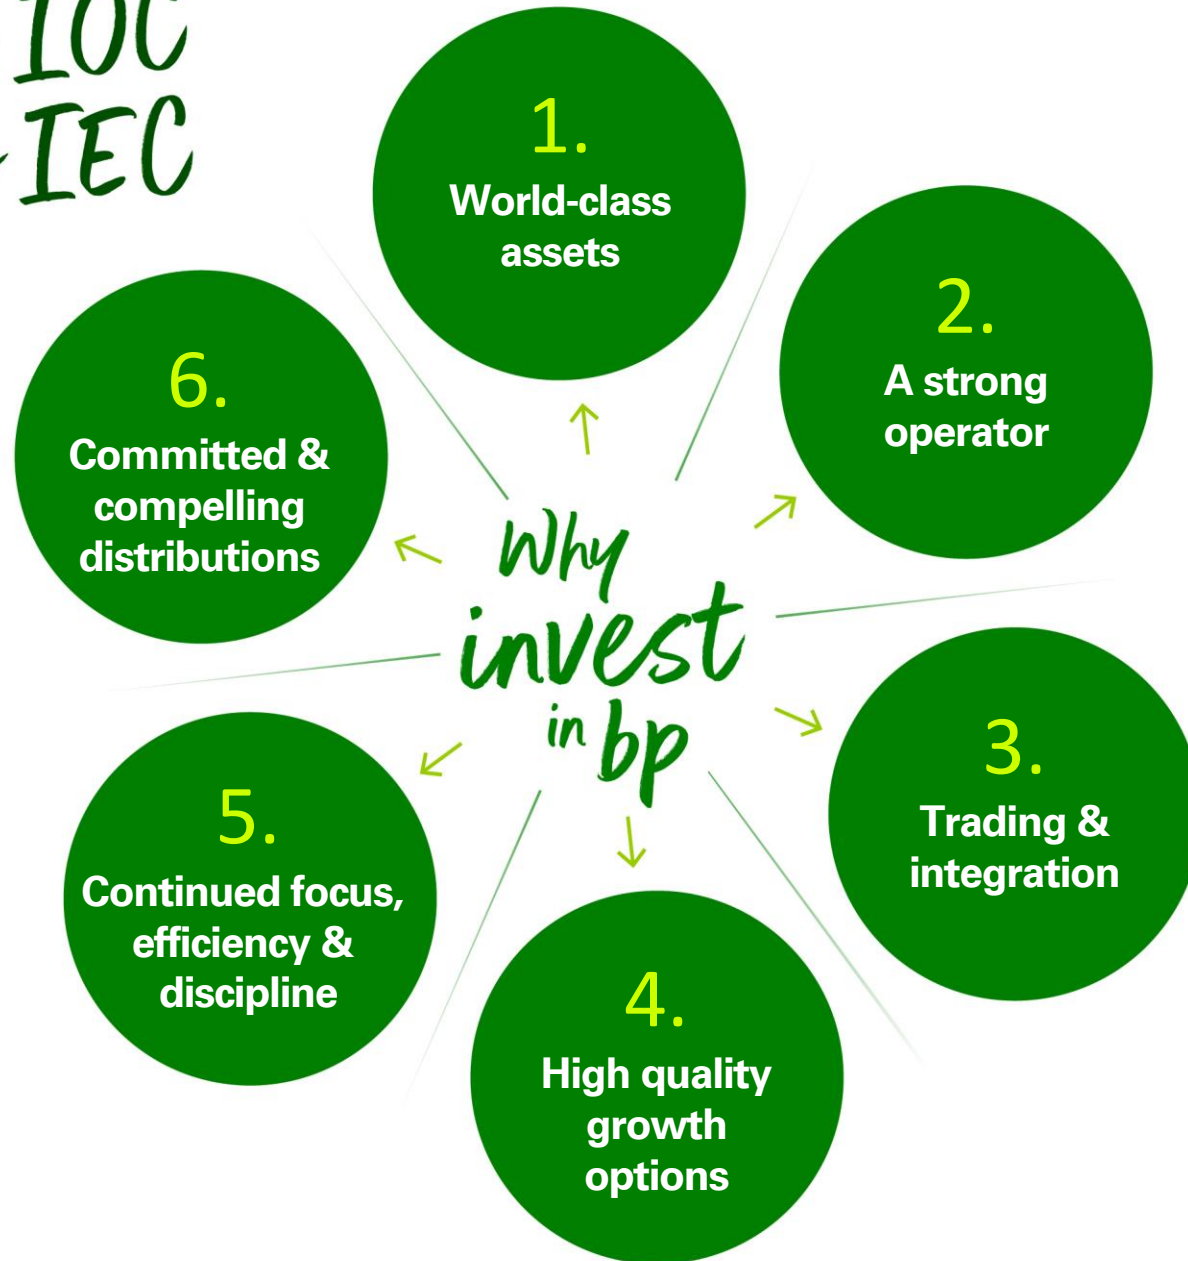 IOC
IEC
1.
World-class
assets
2.
A strong
operator
3.
Trading &
integration
4.
High quality
growth
options
5.
Continued focus,
efficiency &
discipline
6.
Committed &
compelling
distributions
Why
invest
in bp